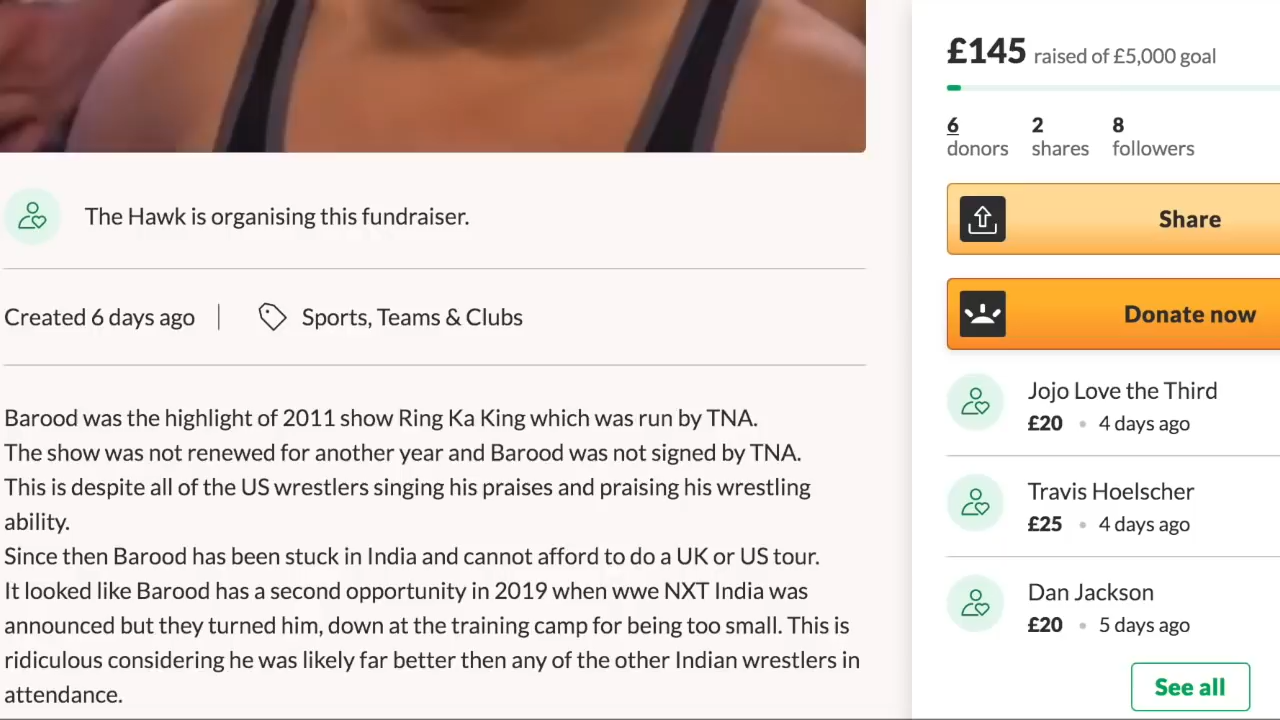 £145 raised of £5,000 goal
6 2 8
donors shares followers
Share
Donate now
The Hawk is organising this fundraiser.
Created 6 days ago
Sports, Teams & Clubs
Barood was the highlight of 2011 show Ring Ka King which was run by TNA.
The show was not renewed for another year and Barood was not signed by TNA.
This is despite all of the US wrestlers singing his praises and praising his wrestling
ability.
Since then Barood has been stuck in India and cannot afford to do a UK or US tour.
It looked like Barood has a second opportunity in 2019 when wwe NXT India was
announced but they turned him, down at the training camp for being too small. This is
ridiculous considering he was likely far better then any of the other Indian wrestlers in
attendance.
Jojo Love the Third
£20 • 4 days ago
Travis Hoelscher
£25 • 4 days ago
Dan Jackson
£20 • 5 days ago
See all